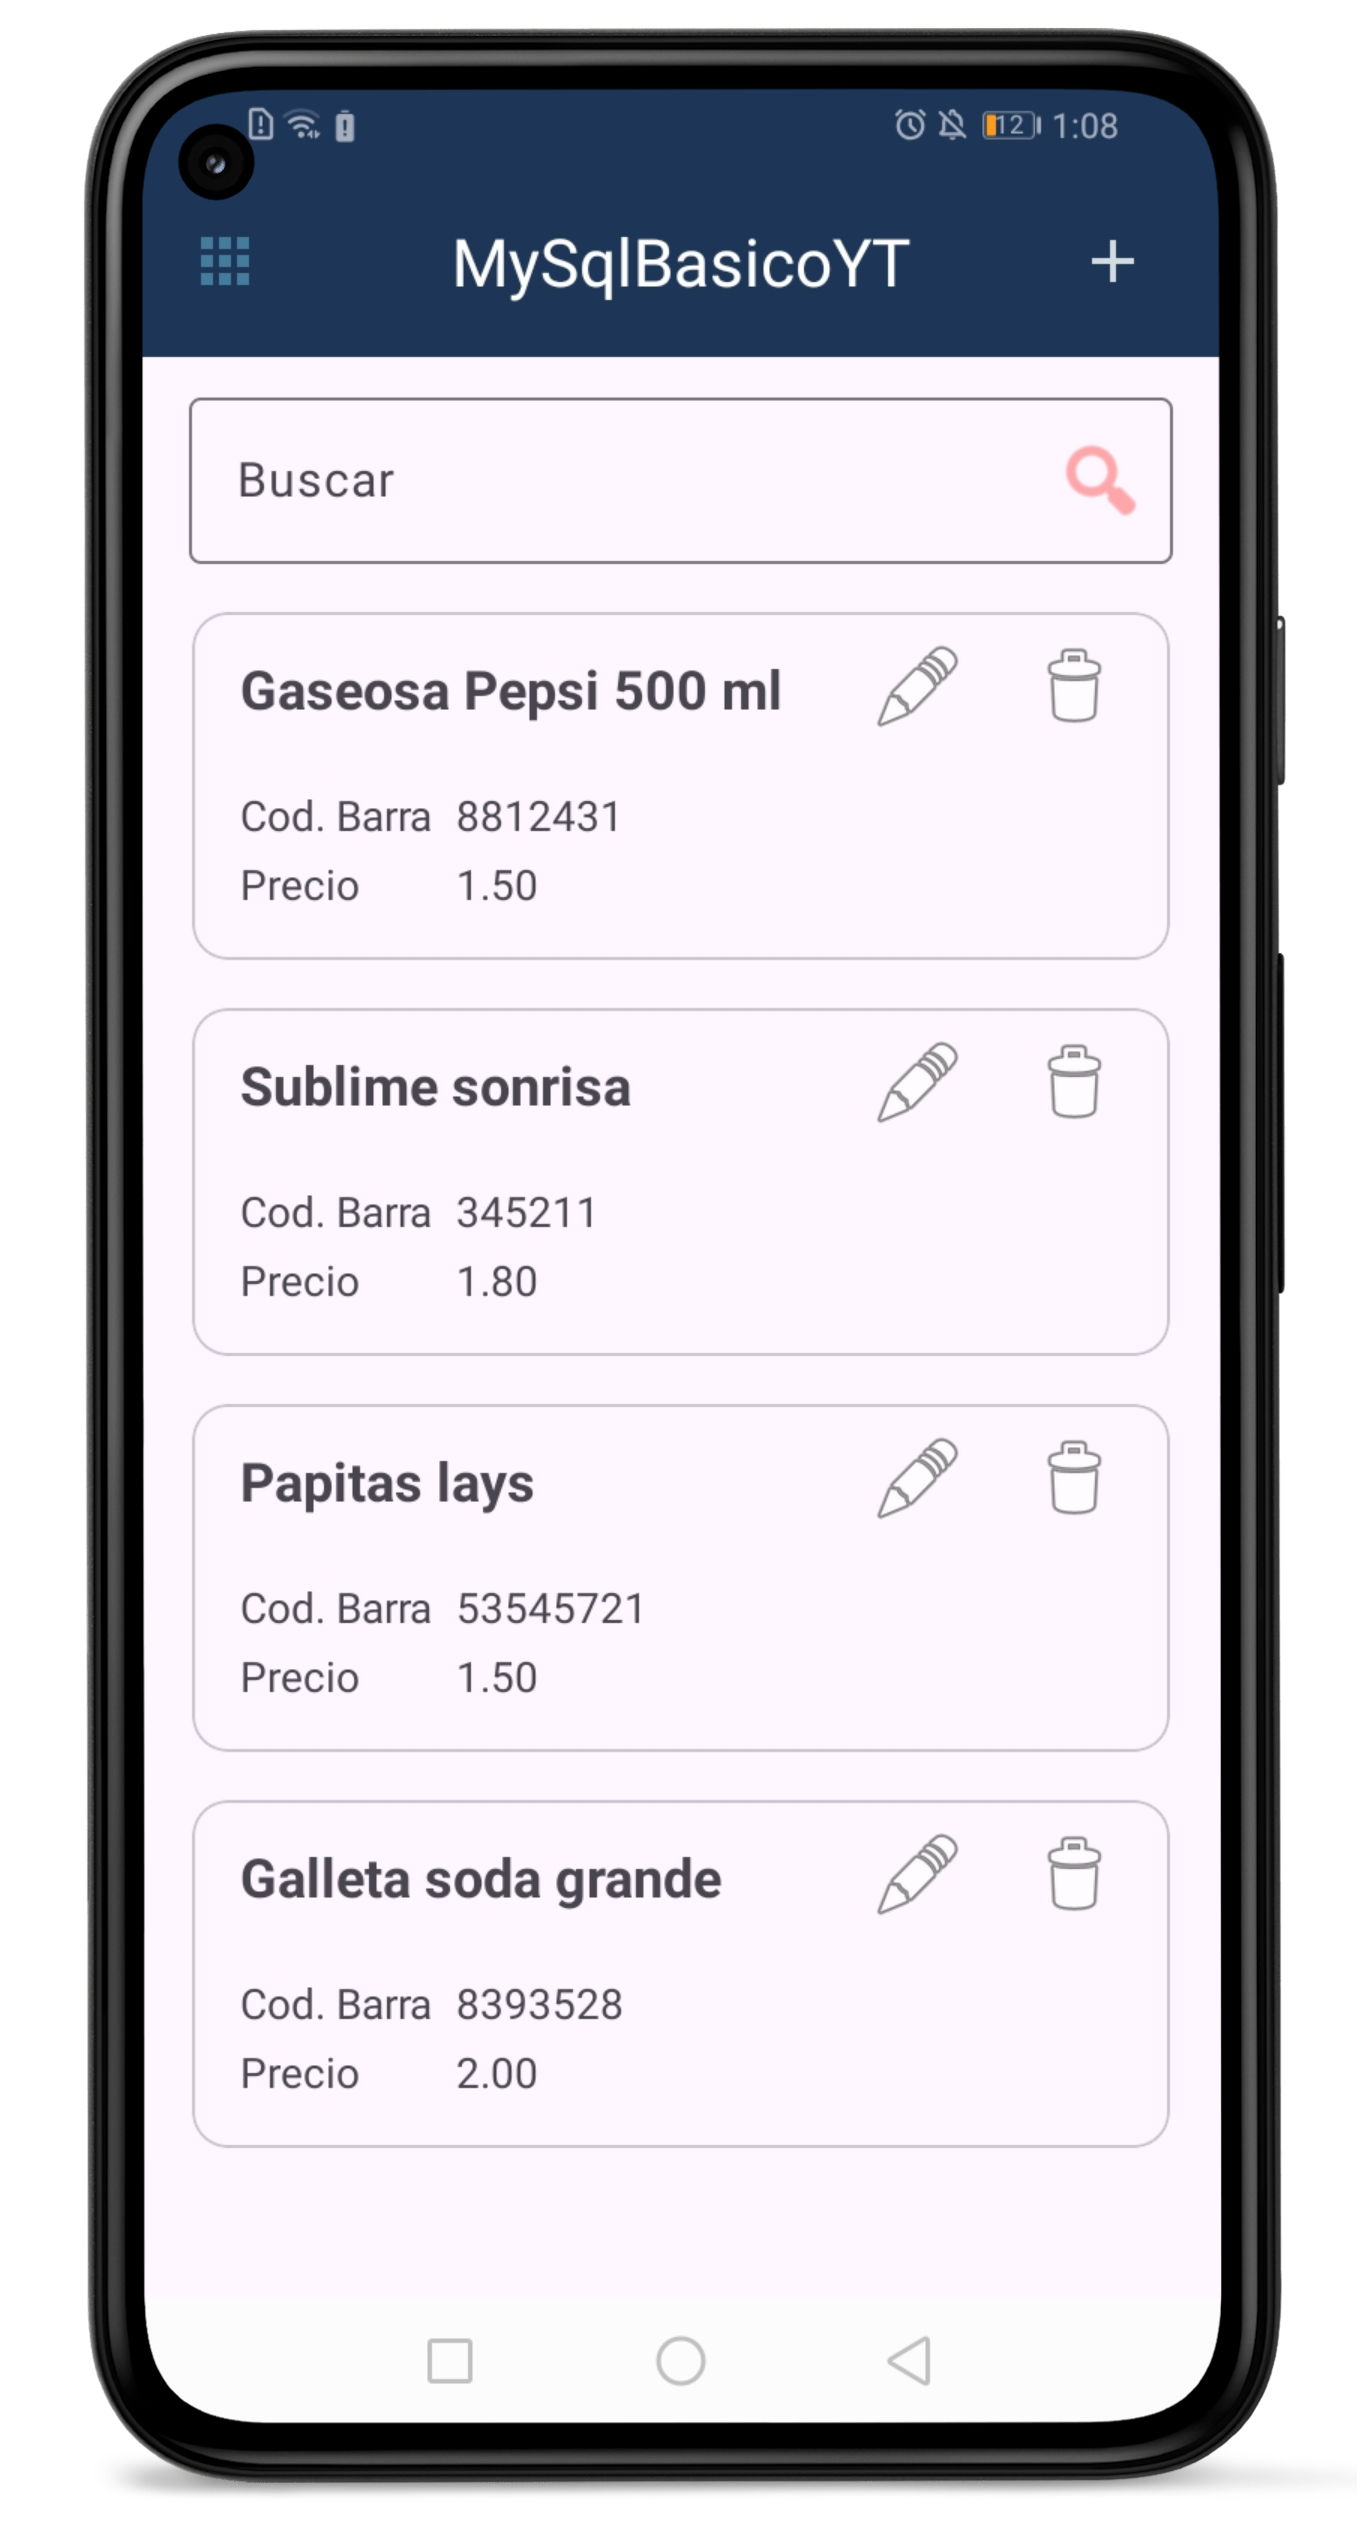 12 1:08
MySqlBasicoYT
Buscar
Gaseosa Pepsi 500 ml
Cod. Barra 8812431
Precio 1.50
Sublime sonrisa
Cod. Barra 345211
Precio 1.80
Papitas lays
Cod. Barra 53545721
Precio 1.50
Galleta soda grande
Cod. Barra 8393528
Precio 2.00